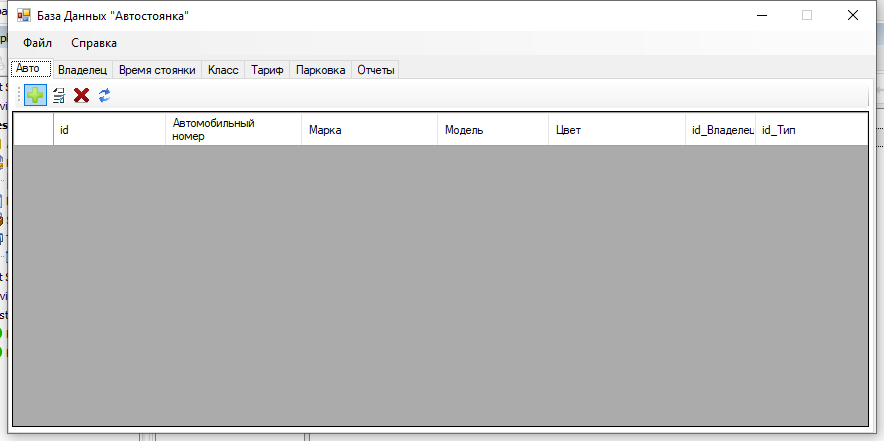 База Данных "Автостоянка"
Файл Справка
Авто Владелец Время стоянки Класс Тариф Парковка Отчеты
id Автомобильный номер Марка Модель Цвет id_Владелец id_Тип